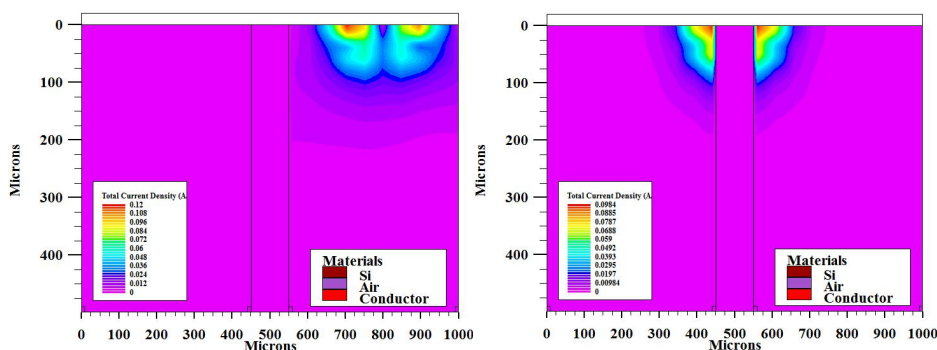 0
100
200
300
400
Microns
Total Current Density (A.
0.12
0.108
0.096
0.084
0.072
0.06
0.048
0.036
0.024
0.012
0
Materials
Si
Air
Conductor
0 100 200 300 400 500 600 700 800 900 1000
Microns
0
100
200
300
400
Microns
Total Current Density (A.
0.0984
0.0885
0.0787
0.0688
0.059
0.0492
0.0393
0.0295
0.0197
0.00984
0
Materials
Si
Air
Conductor
0 100 200 300 400 500 600 700 800 900 1000
Microns